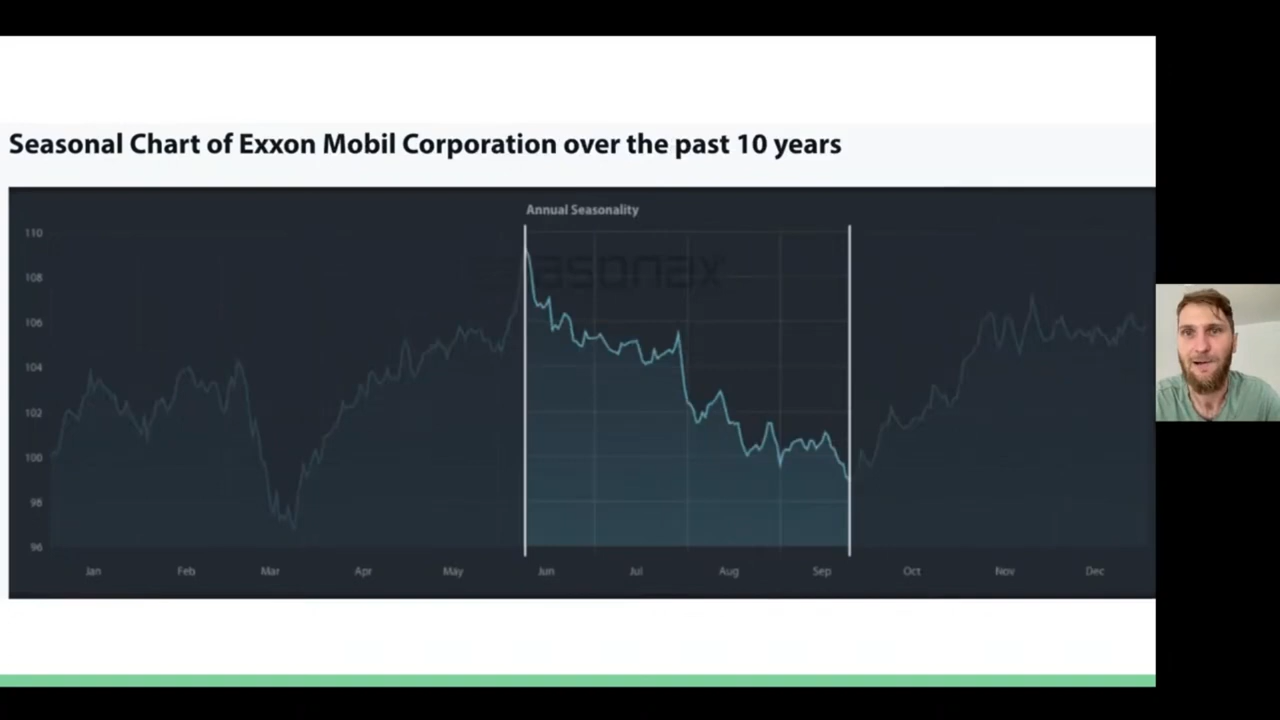 Seasonal Chart of Exxon Mobil Corporation over the past 10 years
Annual Seasonality
seasonax
110
108
106
104
102
100
98
96
Jan Feb Mar Apr May Jun Jul Aug Sep Oct Nov Dec